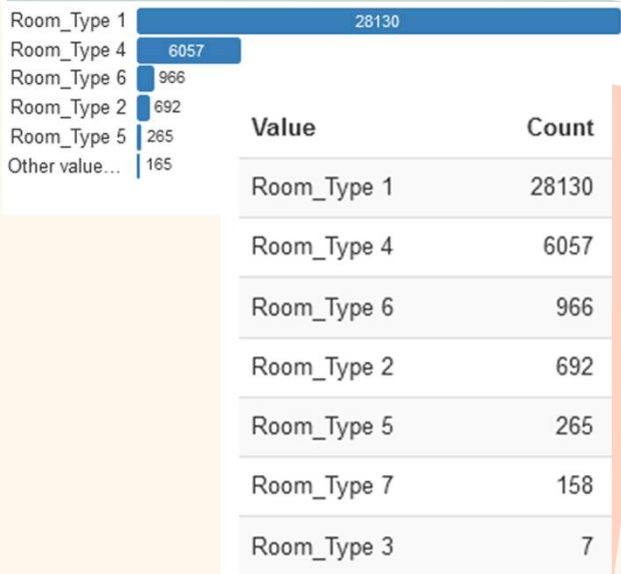 Room_Type 1 28130
Room_Type 4 6057
Room_Type 6 966
Room_Type 2 692
Room_Type 5 265
Other value... 165
Value Count
Room_Type 1 28130
Room_Type 4 6057
Room_Type 6 966
Room_Type 2 692
Room_Type 5 265
Room_Type 7 158
Room_Type 3 7